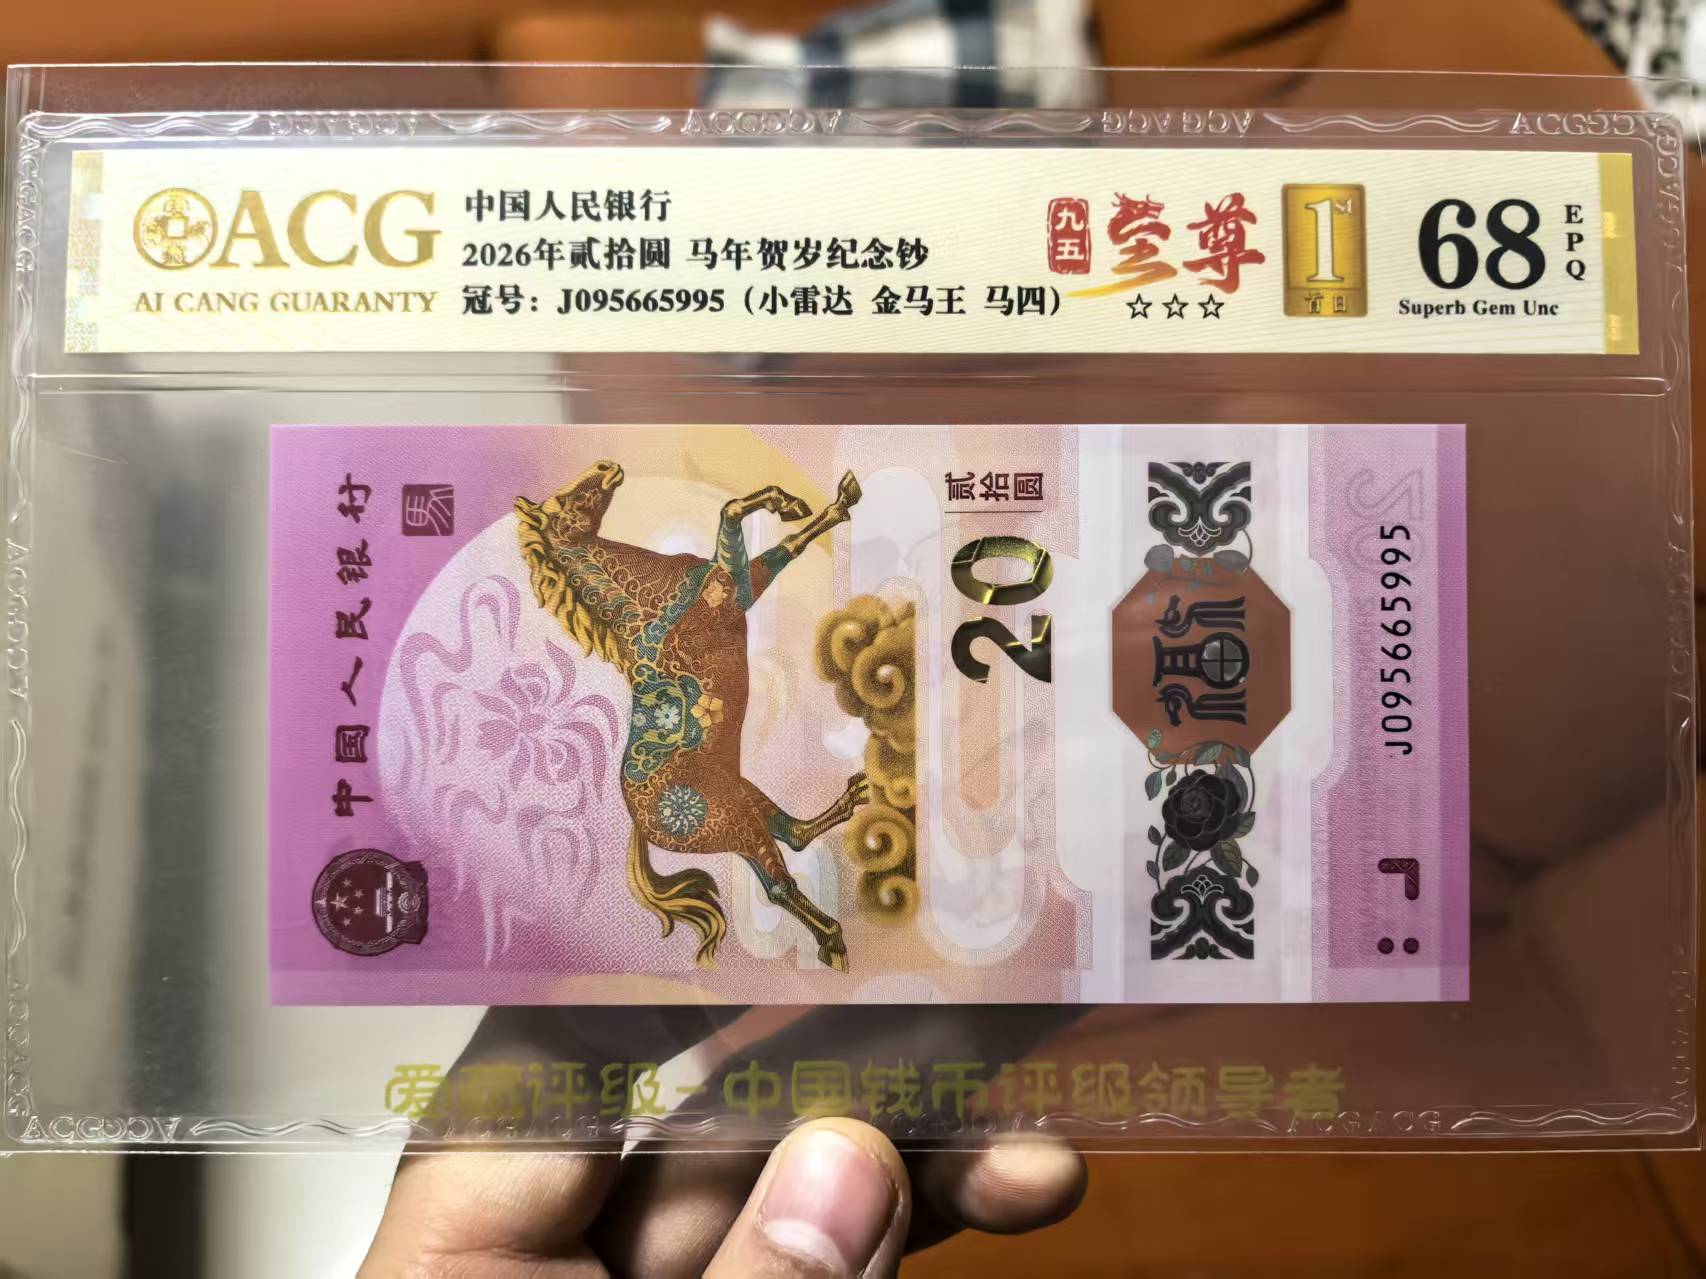 ACG
AI CANG GUARANTY
中国人民银行
2026年贰拾圆 马年贺岁纪念钞
冠号：J095665995（小雷达 金马王 马四）
九五
至尊
☆☆☆
1st
首日
68
EPQ
Superb Gem Unc
中国人民银行
贰拾圆
20
福
20
J095665995
爱藏评级-中国钱币评级领导者
ACG